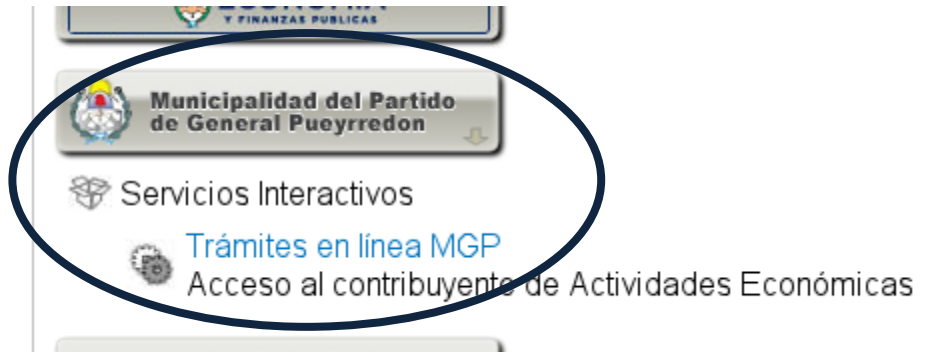 Y FINANZAS PUBLICAS
Municipalidad del Partido
de General Pueyrredon
Servicios Interactivos
Trámites en línea MGP
Acceso al contribuyente de Actividades Económicas